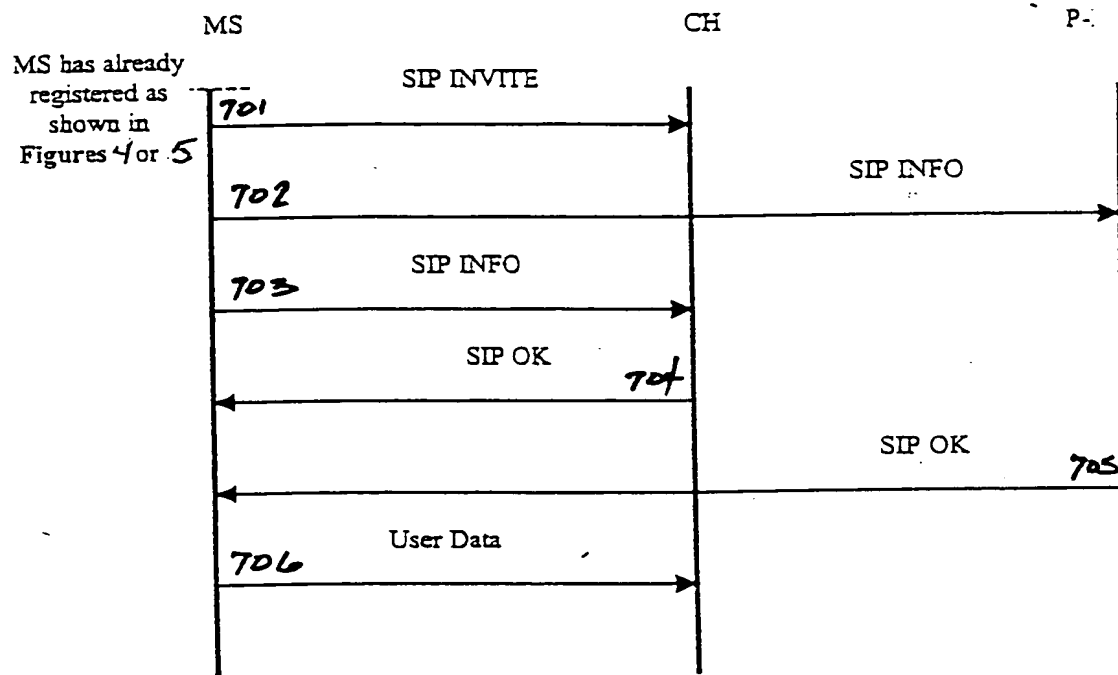 MS
CH
P-
MS has already
registered as
shown in
Figures 4 or 5
SIP INVITE
701
SIP INFO
702
SIP INFO
703
SIP OK
704
SIP OK
705
User Data
706